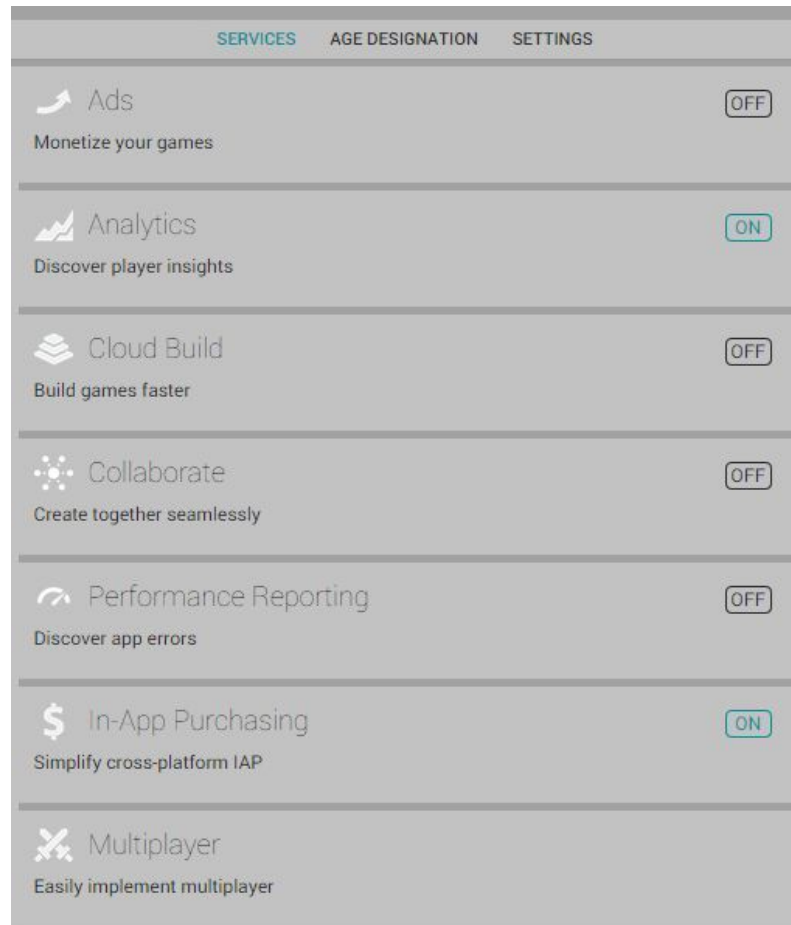 SERVICES AGE DESIGNATION SETTINGS
Ads OFF
Monetize your games
Analytics ON
Discover player insights
Cloud Build OFF
Build games faster
Collaborate OFF
Create together seamlessly
Performance Reporting OFF
Discover app errors
In-App Purchasing ON
Simplify cross-platform IAP
Multiplayer
Easily implement multiplayer